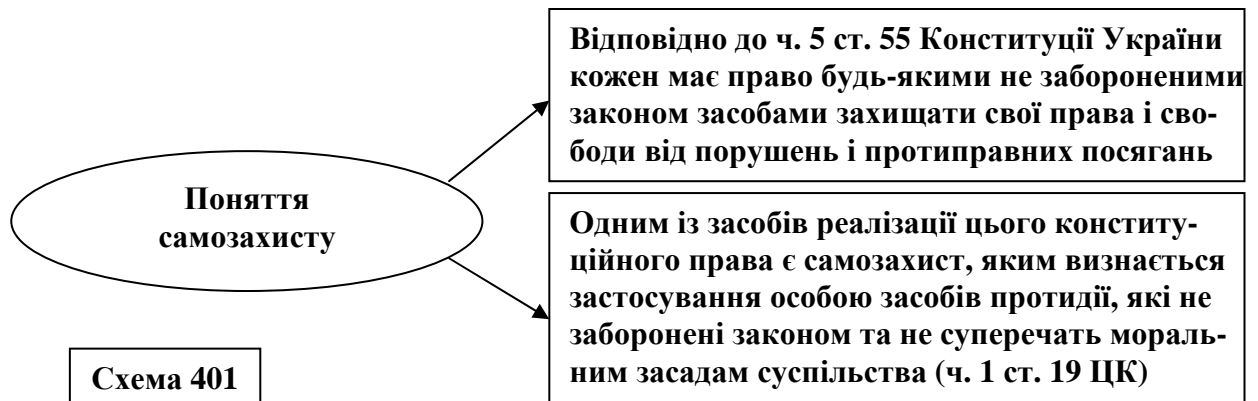 Поняття
самозахисту
Відповідно до ч. 5 ст. 55 Конституції України
кожен має право будь-якими не забороненими
законом засобами захищати свої права і сво-
боди від порушень і протиправних посягань
Одним із засобів реалізації цього конститу-
ційного права є самозахист, яким визнається
застосування особою засобів протидії, які не
заборонені законом та не суперечать мораль-
ним засадам суспільства (ч. 1 ст. 19 ЦК)
Схема 401